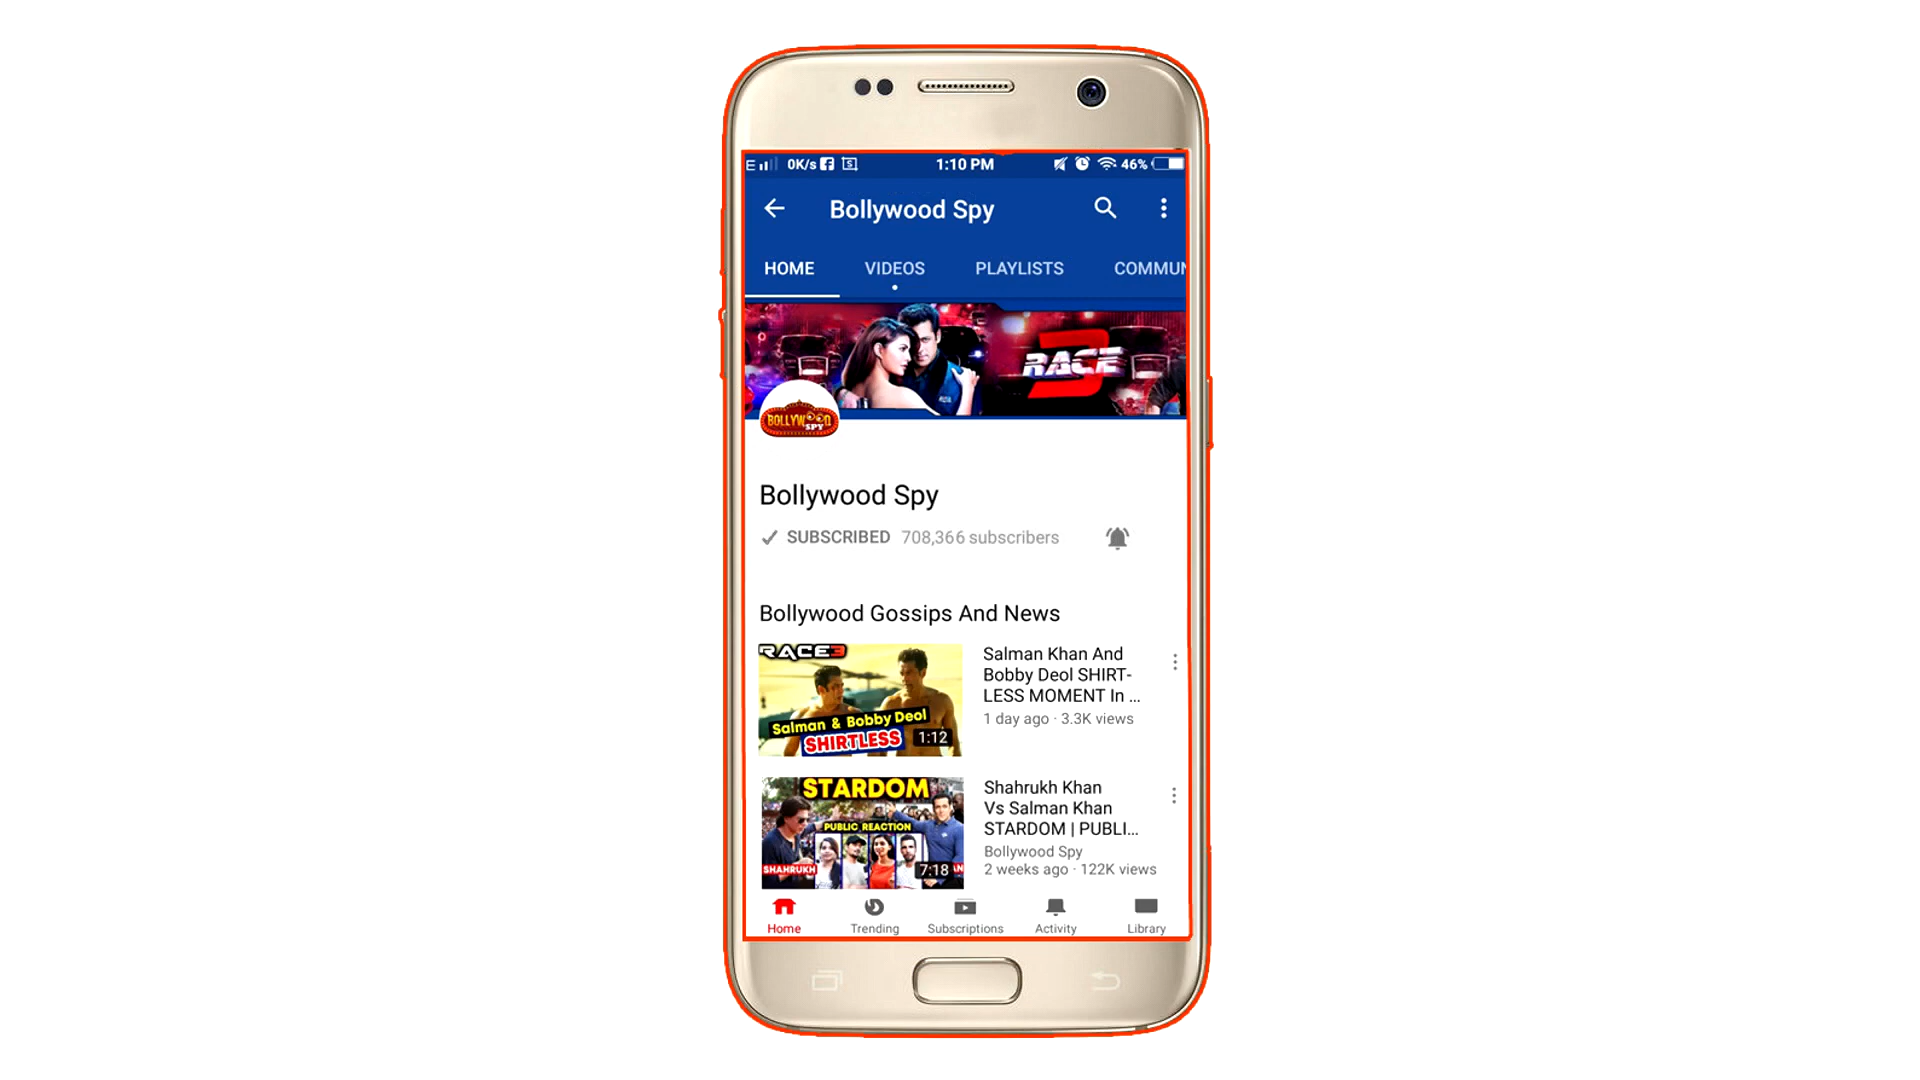 E 0K/s 1:10 PM 46%
Bollywood Spy
HOME VIDEOS PLAYLISTS COMMUN
RACE 3
BOLLYWOOD
SPY
Bollywood Spy
SUBSCRIBED 708,366 subscribers
Bollywood Gossips And News
RACE3
Salman & Bobby Deol
SHIRTLESS
1:12
Salman Khan And
Bobby Deol SHIRT-
LESS MOMENT In ...
1 day ago · 3.3K views
STARDOM
PUBLIC REACTION
SHAHRUKH
7:18
AN
Shahrukh Khan
Vs Salman Khan
STARDOM | PUBLI...
Bollywood Spy
2 weeks ago · 122K views
Home Trending Subscriptions Activity Library